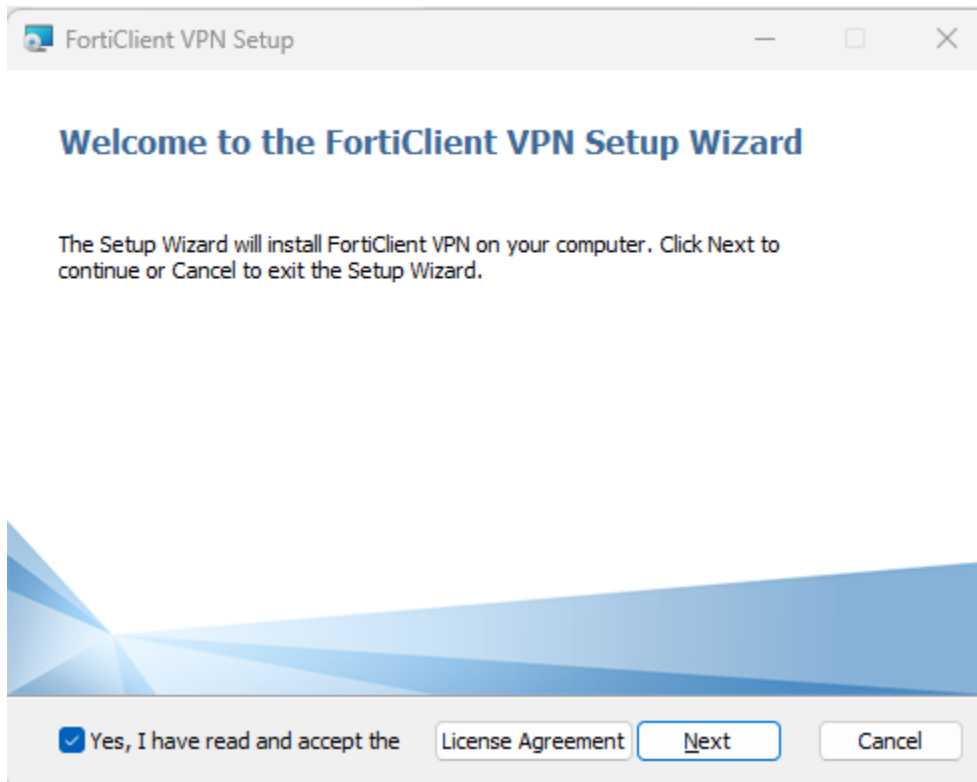 FortiClient VPN Setup
Welcome to the FortiClient VPN Setup Wizard
The Setup Wizard will install FortiClient VPN on your computer. Click Next to
continue or Cancel to exit the Setup Wizard.
Yes, I have read and accept the License Agreement Next Cancel